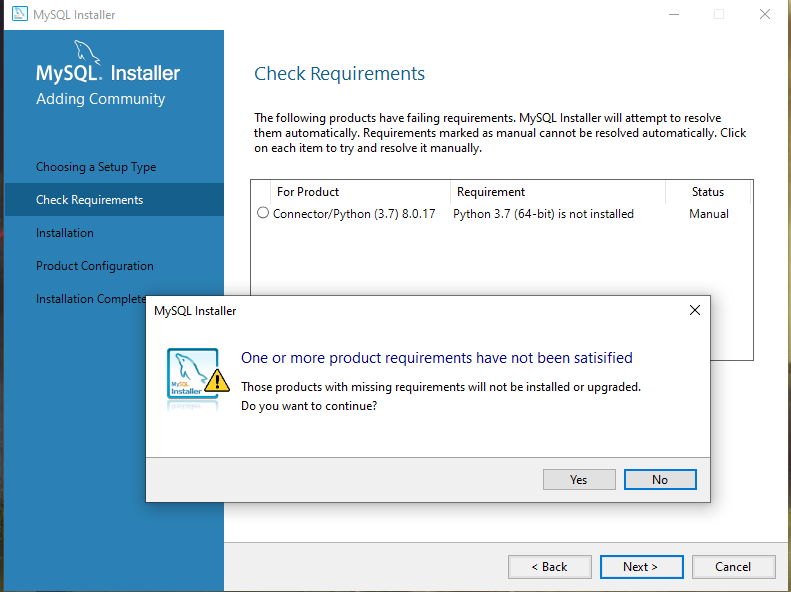 MySQL Installer
MySQL. Installer
Adding Community
Choosing a Setup Type
Check Requirements
Installation
Product Configuration
Installation Complete
Check Requirements
The following products have failing requirements. MySQL Installer will attempt to resolve
them automatically. Requirements marked as manual cannot be resolved automatically. Click
on each item to try and resolve it manually.
For Product Requirement Status
Connector/Python (3.7) 8.0.17 Python 3.7 (64-bit) is not installed Manual
MySQL Installer
MySQL
Installer
One or more product requirements have not been satisified
Those products with missing requirements will not be installed or upgraded.
Do you want to continue?
Yes No
< Back Next > Cancel